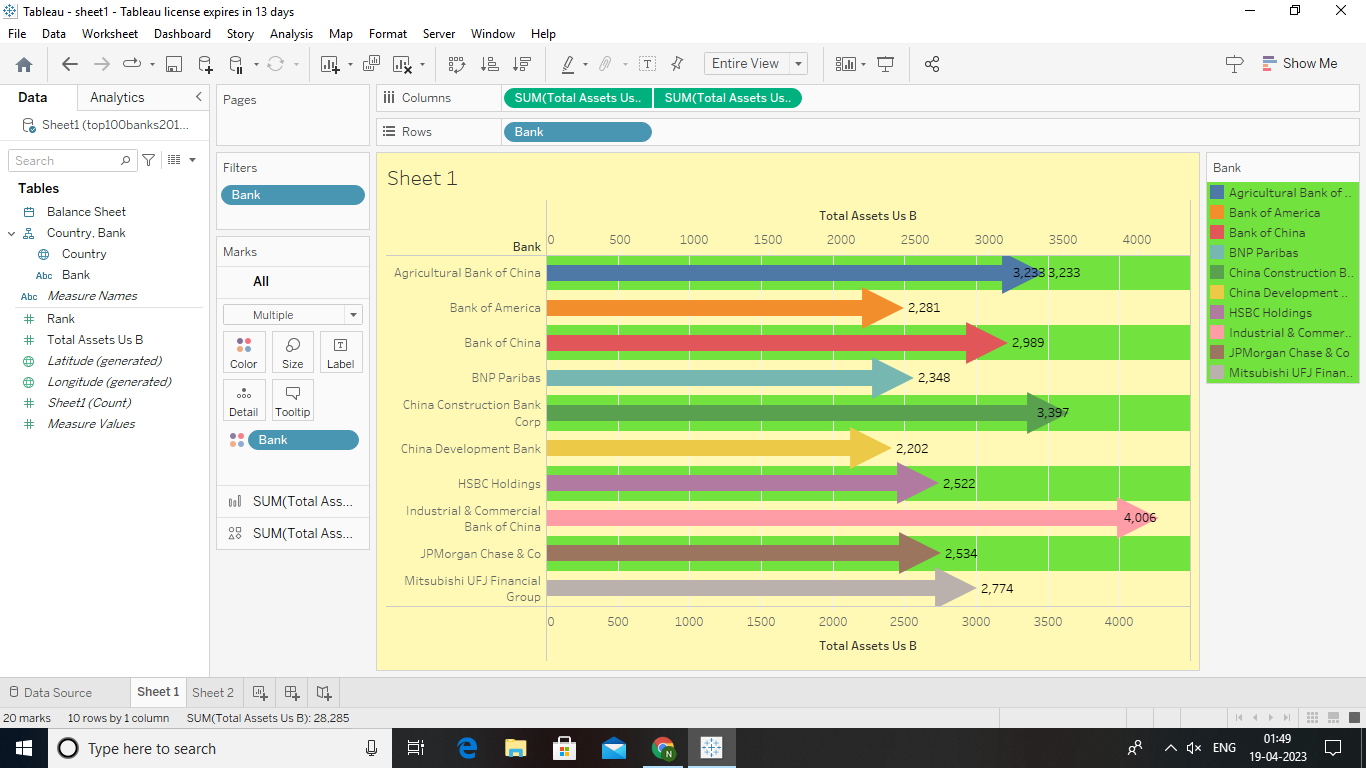 Tableau - sheet1 - Tableau license expires in 13 days
File Data Worksheet Dashboard Story Analysis Map Format Server Window Help
Entire View
Show Me
Data Analytics
Sheet1 (top100banks201...
Search
Tables
Balance Sheet
Country, Bank
Country
Abc Bank
Abc Measure Names
Rank
Total Assets Us B
Latitude (generated)
Longitude (generated)
Sheet1 (Count)
Measure Values
Pages
Filters
Bank
Marks
All
Multiple
Color Size Label
Detail Tooltip
Bank
SUM(Total Ass...
SUM(Total Ass...
Columns SUM(Total Assets Us.. SUM(Total Assets Us..
Rows Bank
Sheet 1
Total Assets Us B
Bank
0 500 1000 1500 2000 2500 3000 3500 4000
Agricultural Bank of China 3,233 3,233
Bank of America 2,281
Bank of China 2,989
BNP Paribas 2,348
China Construction Bank
Corp 3,397
China Development Bank 2,202
HSBC Holdings 2,522
Industrial & Commercial
Bank of China 4,006
JPMorgan Chase & Co 2,534
Mitsubishi UFJ Financial
Group 2,774
0 500 1000 1500 2000 2500 3000 3500 4000
Total Assets Us B
Bank
Agricultural Bank of ..
Bank of America
Bank of China
BNP Paribas
China Construction B..
China Development ..
HSBC Holdings
Industrial & Commer..
JPMorgan Chase & Co
Mitsubishi UFJ Finan..
Data Source Sheet 1 Sheet 2
20 marks 10 rows by 1 column SUM(Total Assets Us B): 28,285
Type here to search
N
ENG
01:49
19-04-2023